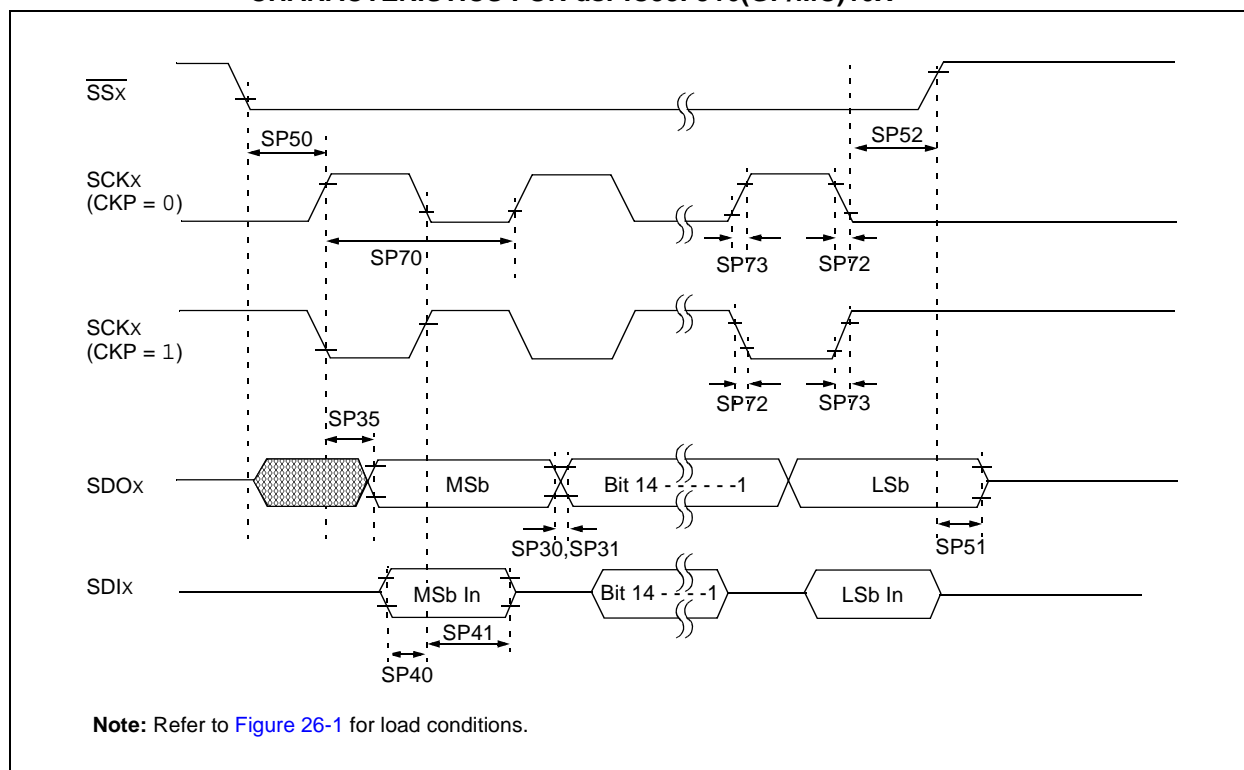 SSX
SP50
SP52
SCKX
(CKP = 0)
SP70
SP73
SP72
SCKX
(CKP = 1)
SP72
SP73
SP35
SDOX
MSb
Bit 14 - - - - - -1
LSb
SP30,SP31
SP51
SDIX
MSb In
Bit 14 - - - -1
LSb In
SP41
SP40
Note: Refer to Figure 26-1 for load conditions.